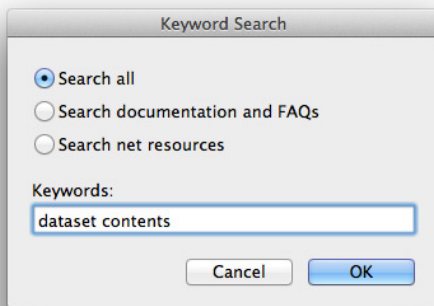 Keyword Search
Search all
Search documentation and FAQs
Search net resources
Keywords:
dataset contents
Cancel OK